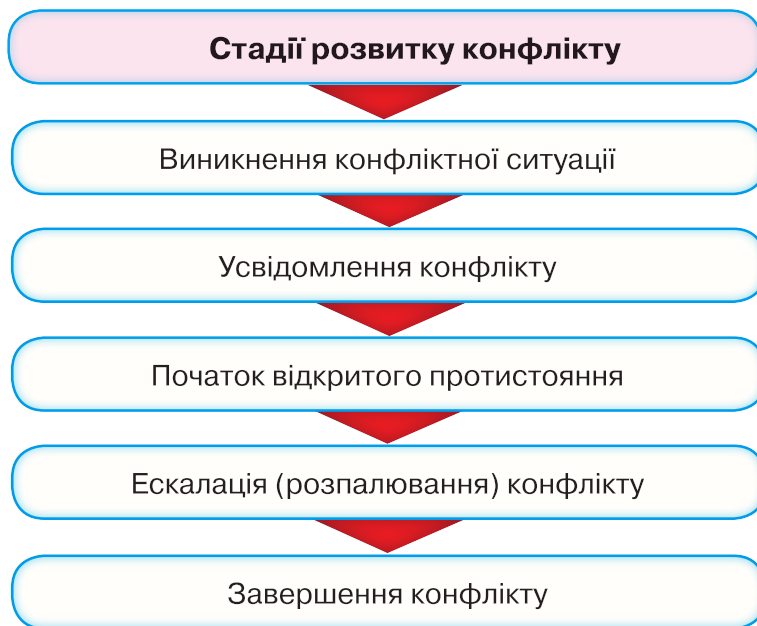 Стадії розвитку конфлікту
Виникнення конфліктної ситуації
Усвідомлення конфлікту
Початок відкритого протистояння
Ескалація (розпалювання) конфлікту
Завершення конфлікту